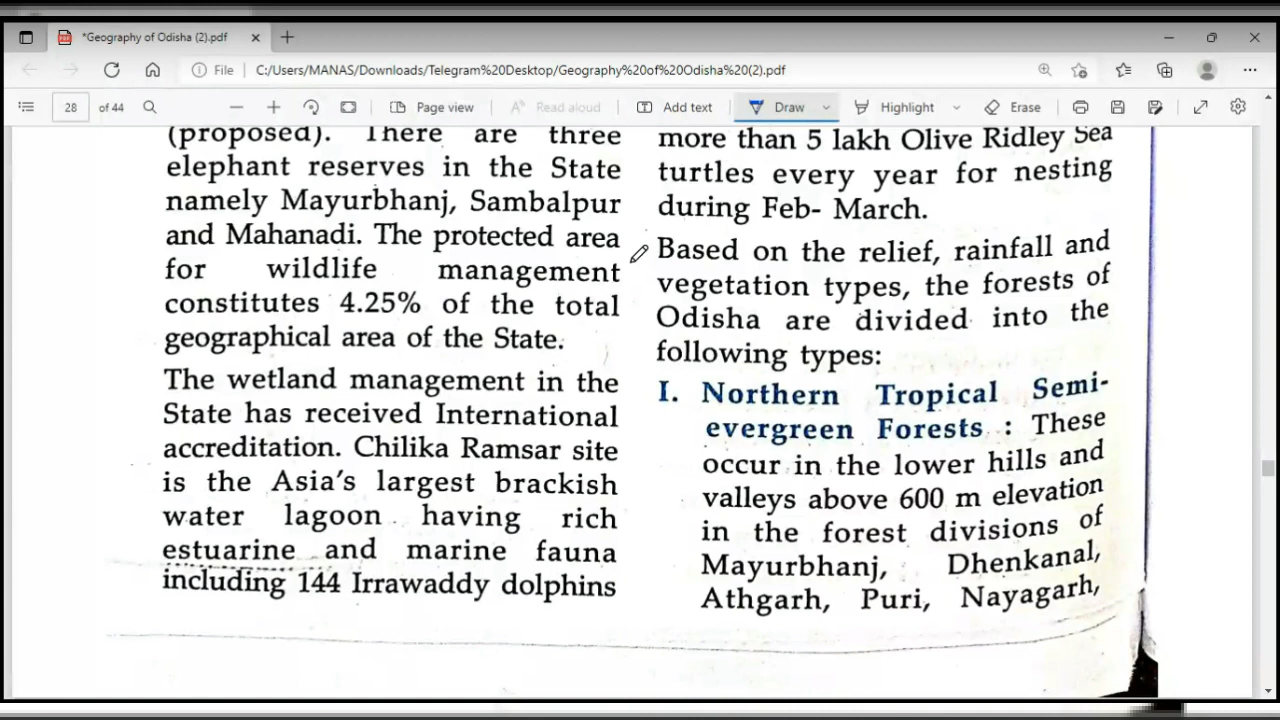 *Geography of Odisha (2).pdf
File C:/Users/MANAS/Downloads/Telegram%20Desktop/Geography%20of%20Odisha%20(2).pdf
28 of 44 Page view Read aloud Add text Draw Highlight Erase
(proposed). There are three
elephant reserves in the State
namely Mayurbhanj, Sambalpur
and Mahanadi. The protected area
for wildlife management
constitutes 4.25% of the total
geographical area of the State.
The wetland management in the
State has received International
accreditation. Chilika Ramsar site
is the Asia's largest brackish
water lagoon having rich
estuarine and marine fauna
including 144 Irrawaddy dolphins
more than 5 lakh Olive Ridley Sea
turtles every year for nesting
during Feb- March.
Based on the relief, rainfall and
vegetation types, the forests of
Odisha are divided into the
following types:
I. Northern Tropical Semi-
evergreen Forests : These
occur in the lower hills and
valleys above 600 m elevation
in the forest divisions of
Mayurbhanj, Dhenkanal,
Athgarh, Puri, Nayagarh,